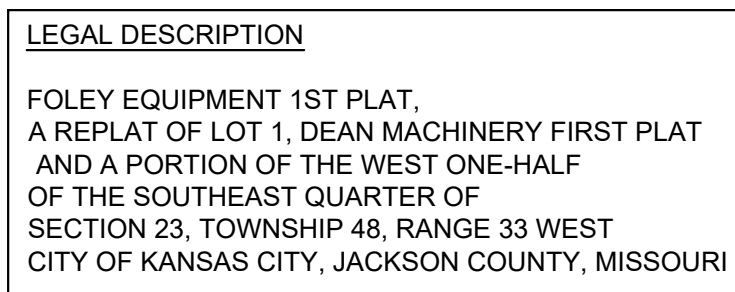 LEGAL DESCRIPTION
FOLEY EQUIPMENT 1ST PLAT,
A REPLAT OF LOT 1, DEAN MACHINERY FIRST PLAT
AND A PORTION OF THE WEST ONE-HALF
OF THE SOUTHEAST QUARTER OF
SECTION 23, TOWNSHIP 48, RANGE 33 WEST
CITY OF KANSAS CITY, JACKSON COUNTY, MISSOURI